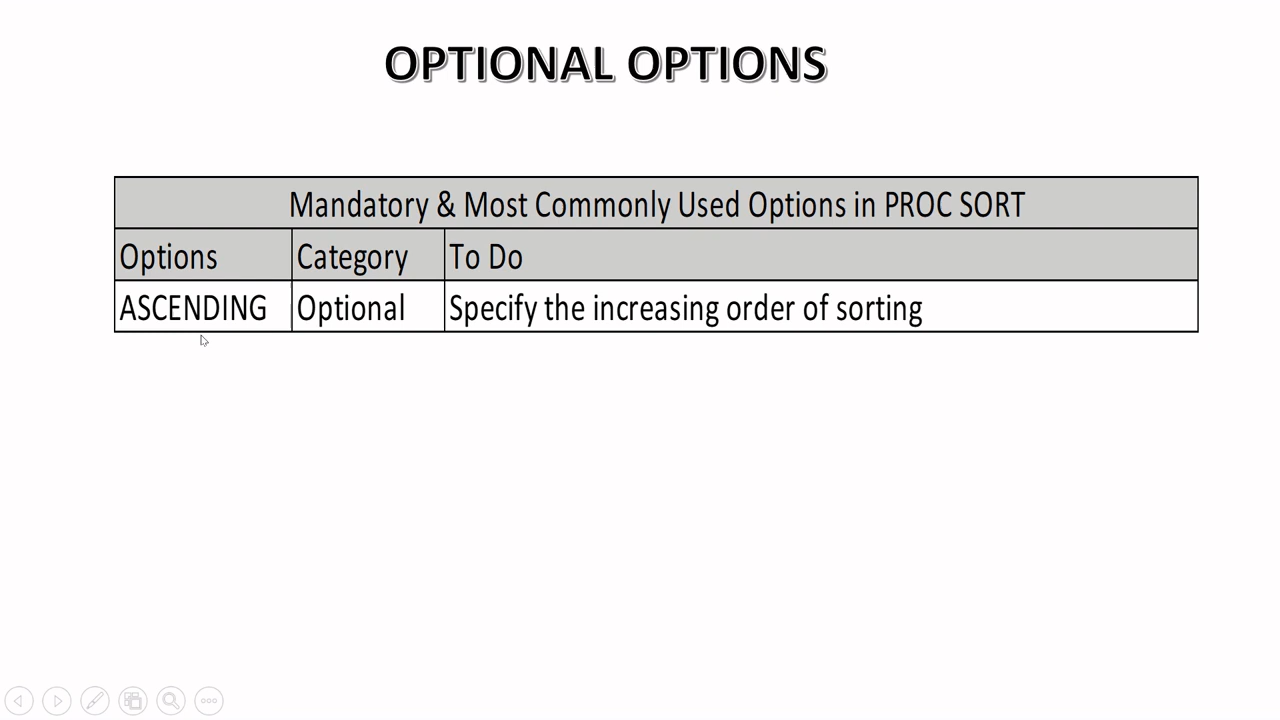 OPTIONAL OPTIONS
Mandatory & Most Commonly Used Options in PROC SORT
Options Category To Do
ASCENDING Optional Specify the increasing order of sorting